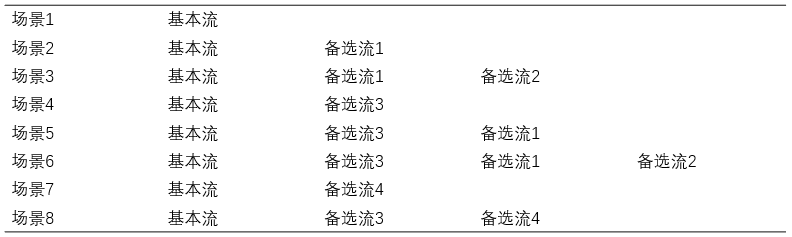 场景1 基本流
场景2 基本流 备选流1
场景3 基本流 备选流1 备选流2
场景4 基本流 备选流3
场景5 基本流 备选流3 备选流1
场景6 基本流 备选流3 备选流1 备选流2
场景7 基本流 备选流4
场景8 基本流 备选流3 备选流4